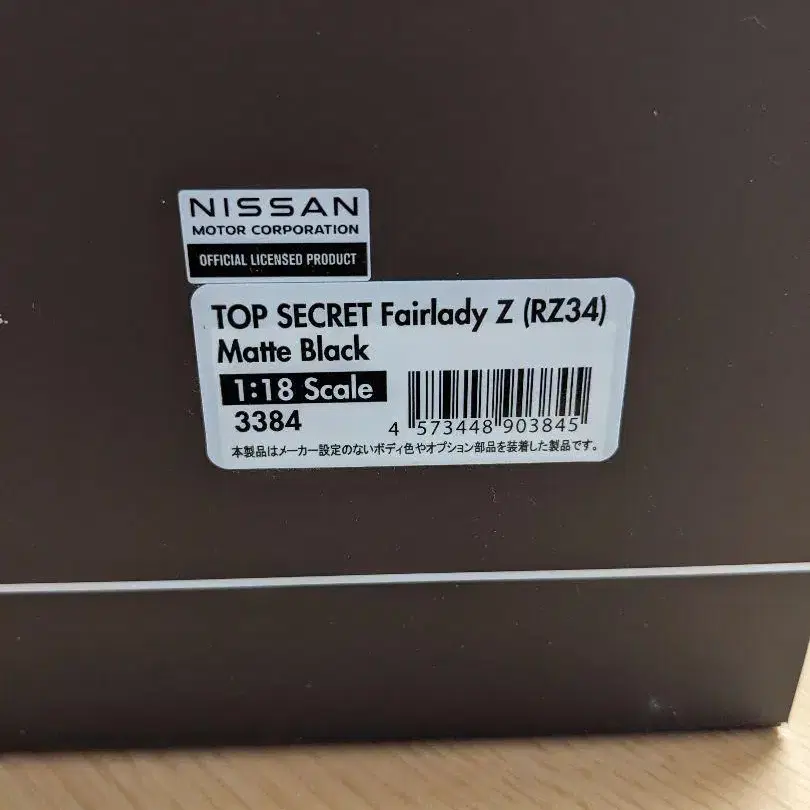 NISSAN
MOTOR CORPORATION
OFFICIAL LICENSED PRODUCT
TOP SECRET Fairlady Z (RZ34)
Matte Black
1:18 Scale
3384
4 573448 903845
本製品はメーカー設定のないボディ色やオプション部品を装着した製品です。